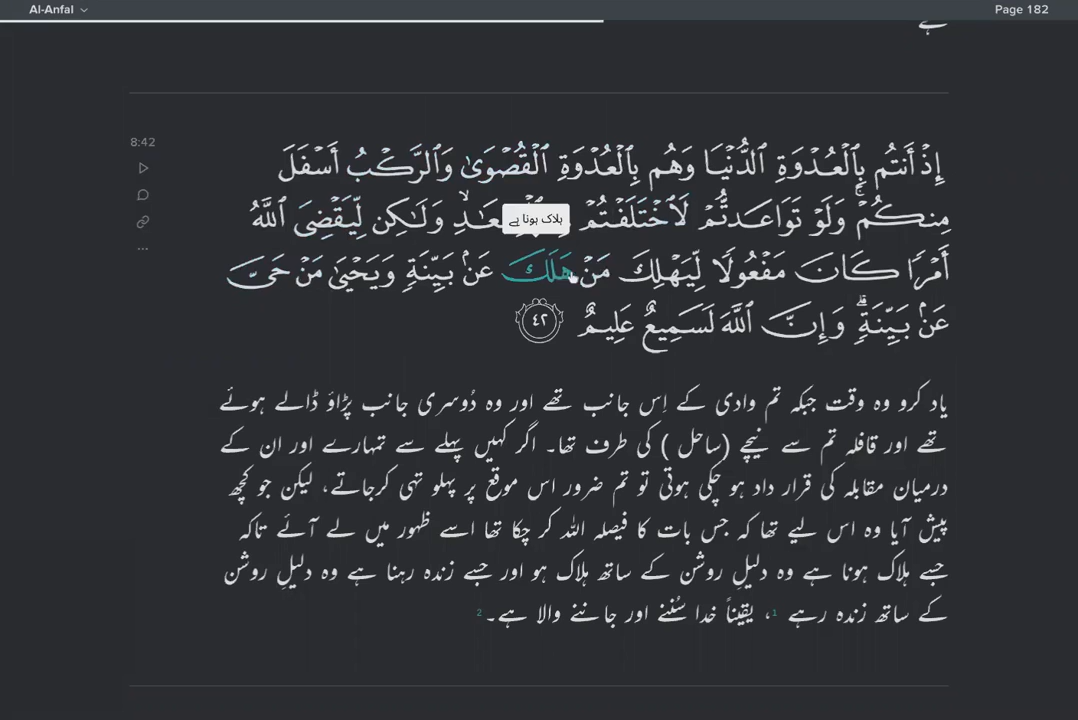 Al-Anfal
Page 182
ہے
8:42
إِذْ أَنتُم بِٱلْعُدْوَةِ ٱلدُّنْيَا وَهُم بِٱلْعُدْوَةِ ٱلْقُصْوَىٰ وَٱلرَّكْبُ أَسْفَلَ
مِنكُمْ ۚ وَلَوْ تَوَاعَدتُّمْ لَٱخْتَلَفْتُمْ وَلَـٰكِن لِّيَقْضِىَ ٱللَّهُ
ہلاک ہونا ہے
أَمْرًا كَانَ مَفْعُولًا لِّيَهْلِكَ مَنْ هَلَكَ عَنۢ بَيِّنَةٍ وَيَحْيَىٰ مَنْ حَىَّ
عَنۢ بَيِّنَةٍ ۗ وَإِنَّ ٱللَّهَ لَسَمِيعٌ عَلِيمٌ ٤٢
یاد کرو وہ وقت جبکہ تم وادی کے اِس جانب تھے اور وہ دُوسری جانب پڑاؤ ڈالے ہوئے
تھے اور قافلہ تم سے نیچے (ساحل ) کی طرف تھا۔ اگر کہیں پہلے سے تمہارے اور ان کے
درمیان مقابلہ کی قرار داد ہو چکی ہوتی تو تم ضرور اس موقع پر پہلو تہی کرجاتے، لیکن جو کچھ
پیش آیا وہ اس لیے تھا کہ جس بات کا فیصلہ اللہ کر چکا تھا اسے ظہور میں لے آئے تاکہ
جسے ہلاک ہونا ہے وہ دلیلِ روشن کے ساتھ ہلاک ہو اور جسے زندہ رہنا ہے وہ دلیلِ روشن
کے ساتھ زندہ رہے 1، یقیناً خدا سُننے اور جاننے والا ہے۔ 2